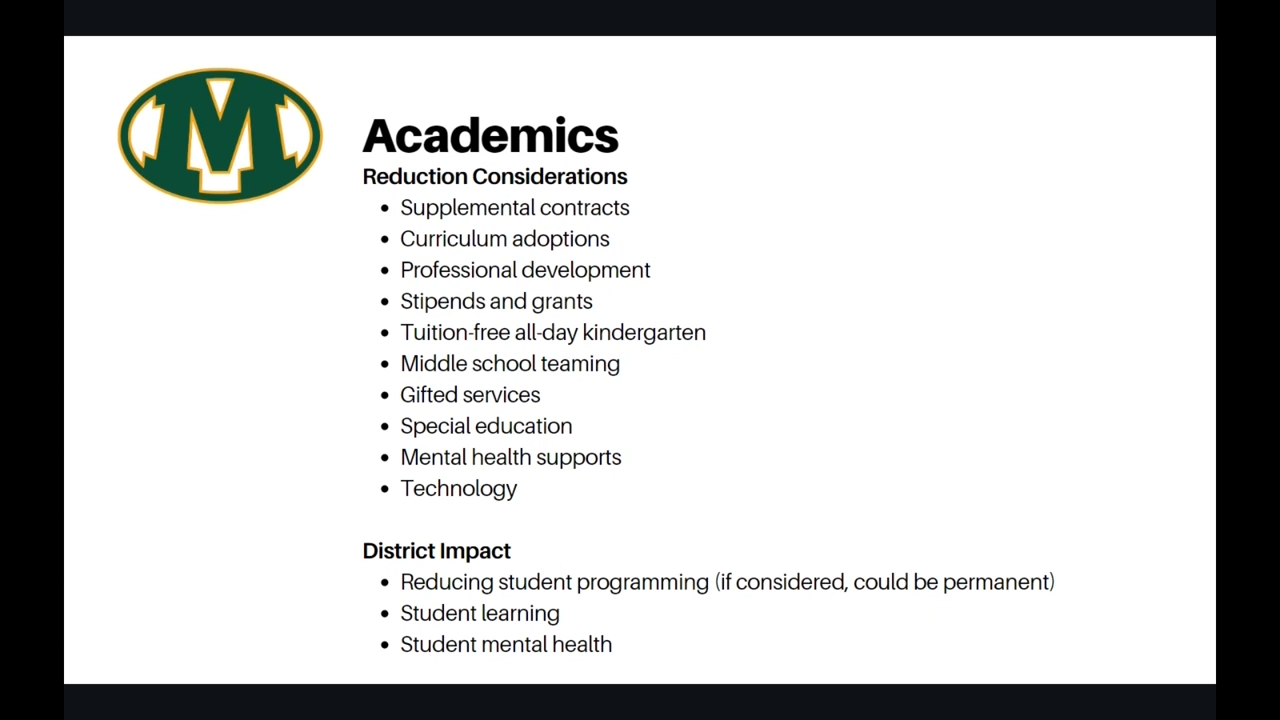 M
Academics
Reduction Considerations
• Supplemental contracts
• Curriculum adoptions
• Professional development
• Stipends and grants
• Tuition-free all-day kindergarten
• Middle school teaming
• Gifted services
• Special education
• Mental health supports
• Technology
District Impact
• Reducing student programming (if considered, could be permanent)
• Student learning
• Student mental health